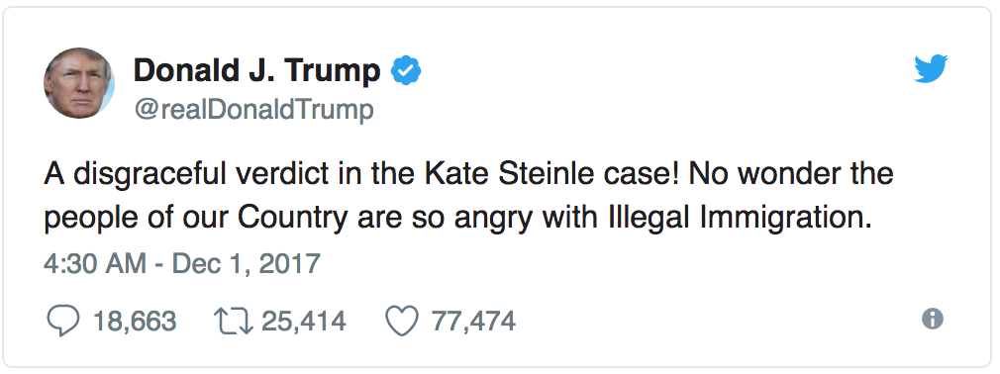 Donald J. Trump
@realDonaldTrump
A disgraceful verdict in the Kate Steinle case! No wonder the
people of our Country are so angry with Illegal Immigration.
4:30 AM - Dec 1, 2017
18,663 25,414 77,474